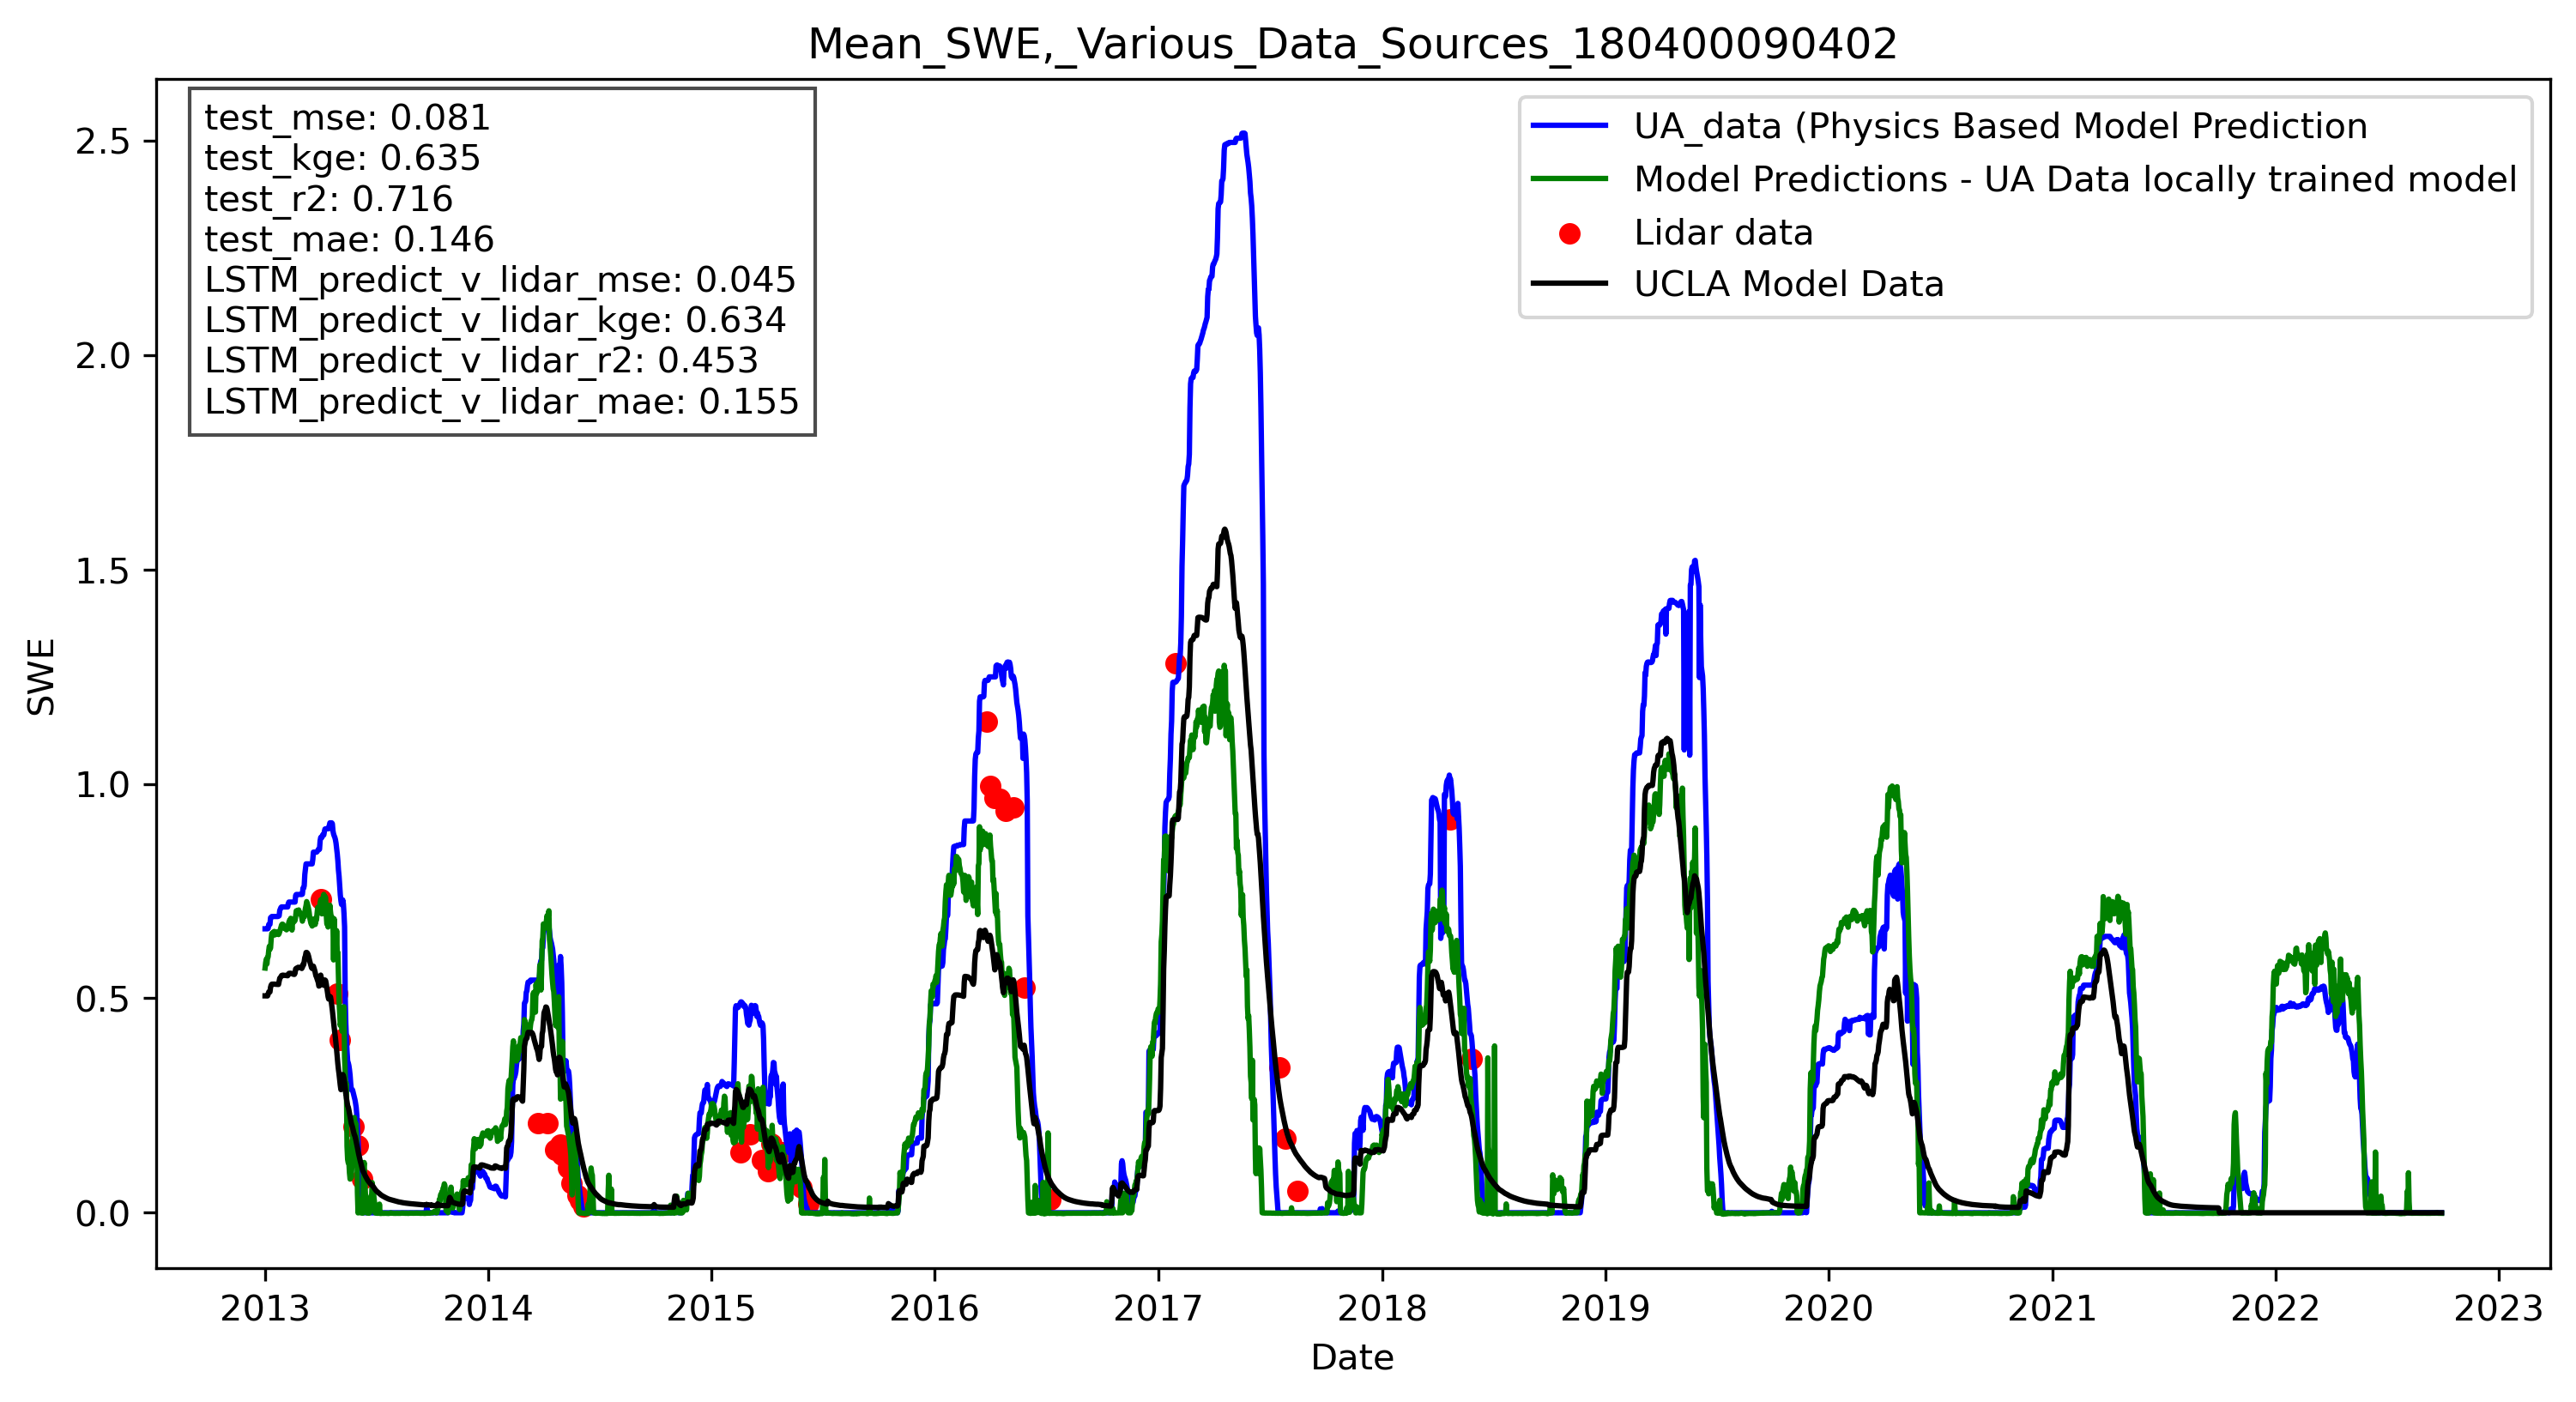 Mean_SWE,_Various_Data_Sources_180400090402
test_mse: 0.081
test_kge: 0.635
test_r2: 0.716
test_mae: 0.146
LSTM_predict_v_lidar_mse: 0.045
LSTM_predict_v_lidar_kge: 0.634
LSTM_predict_v_lidar_r2: 0.453
LSTM_predict_v_lidar_mae: 0.155
UA_data (Physics Based Model Prediction
Model Predictions - UA Data locally trained model
Lidar data
UCLA Model Data
2.5
2.0
1.5
1.0
0.5
0.0
SWE
2013 2014 2015 2016 2017 2018 2019 2020 2021 2022 2023
Date